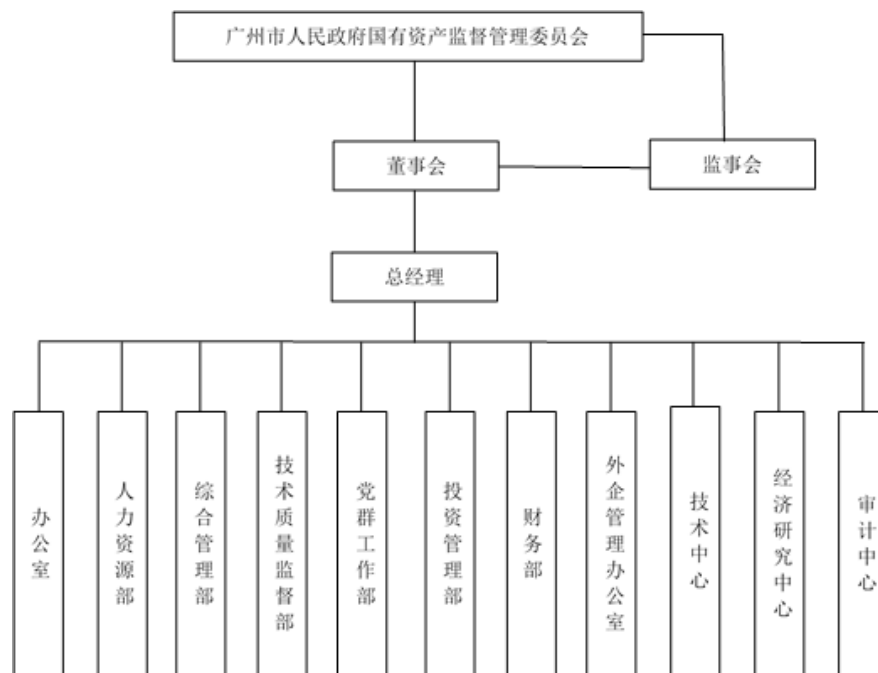 广州市人民政府国有资产监督管理委员会
董事会
监事会
总经理
办公室
人力资源部
综合管理部
技术质量监督部
党群工作部
投资管理部
财务部
外企管理办公室
技术中心
经济研究中心
审计中心